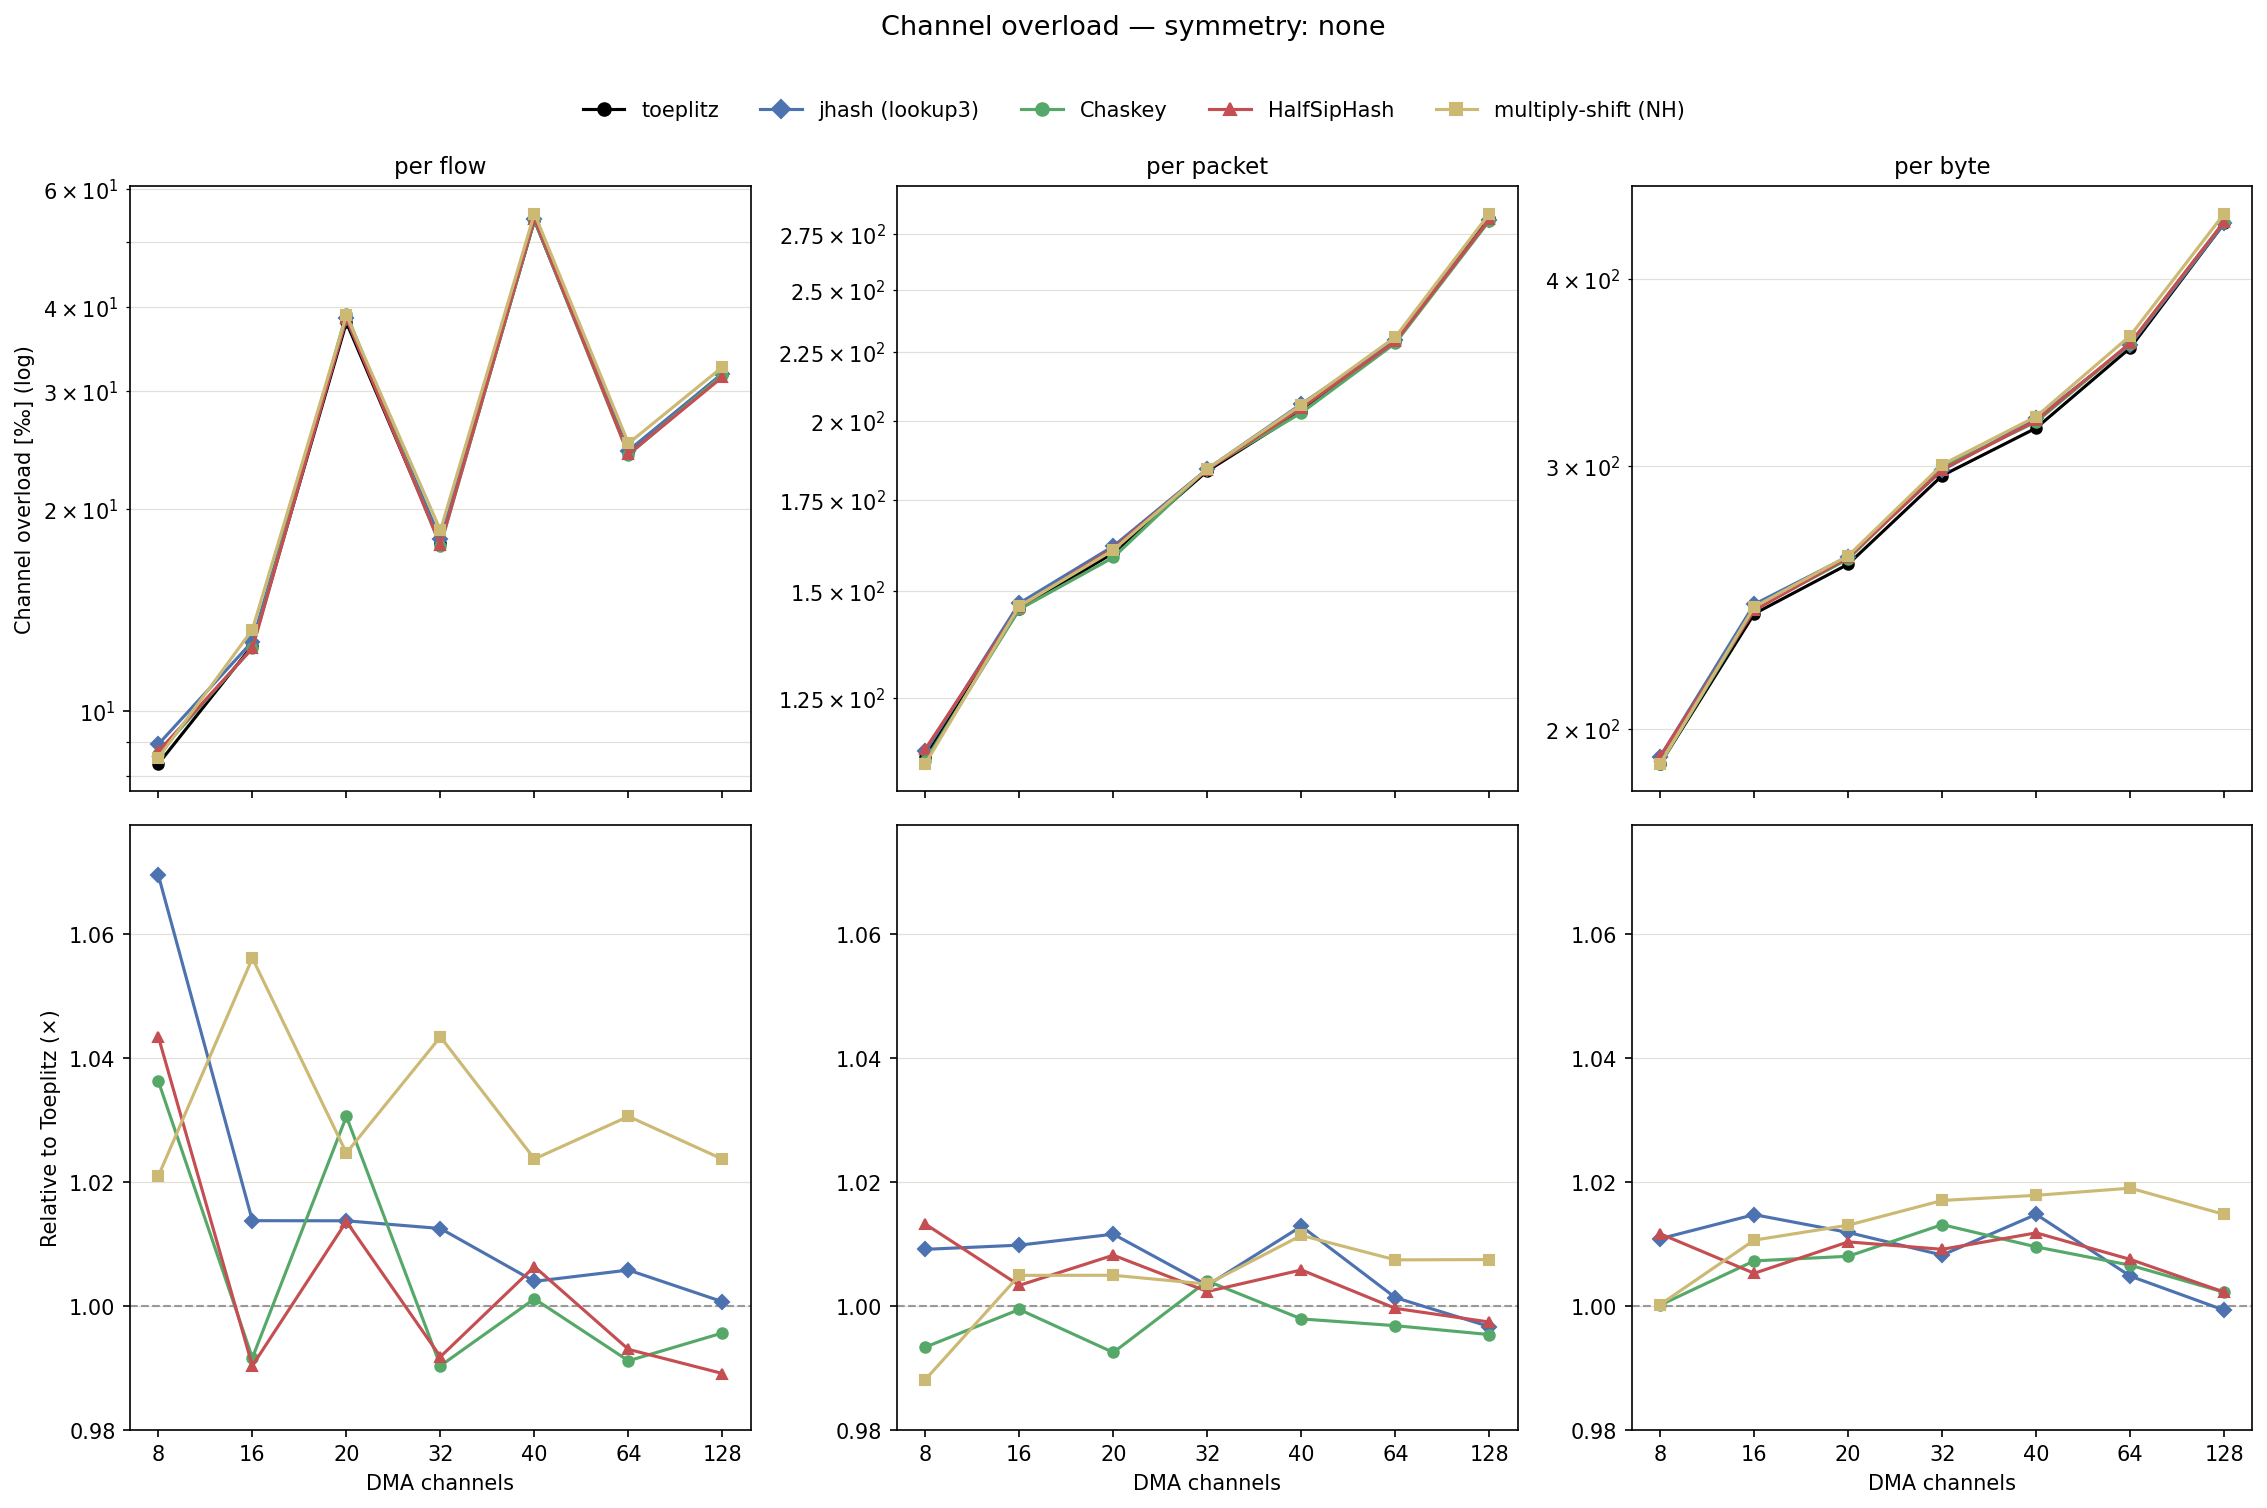 Channel overload — symmetry: none
toeplitz jhash (lookup3) Chaskey HalfSipHash multiply-shift (NH)
per flow
6 × 10¹
4 × 10¹
3 × 10¹
2 × 10¹
10¹
Channel overload [‰] (log)
per packet
2.75 × 10²
2.5 × 10²
2.25 × 10²
2 × 10²
1.75 × 10²
1.5 × 10²
1.25 × 10²
per byte
4 × 10²
3 × 10²
2 × 10²
Relative to Toeplitz (×)
1.06
1.04
1.02
1.00
0.98
8 16 20 32 40 64 128
DMA channels
1.06
1.04
1.02
1.00
0.98
8 16 20 32 40 64 128
DMA channels
1.06
1.04
1.02
1.00
0.98
8 16 20 32 40 64 128
DMA channels